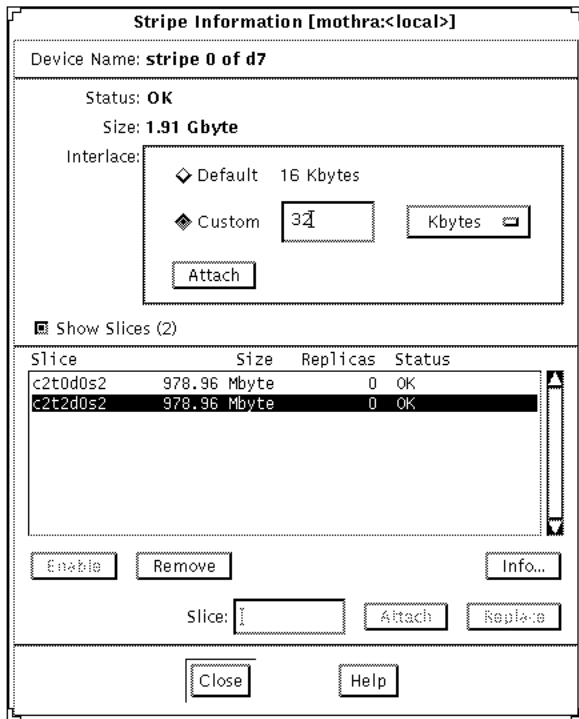 Stripe Information [mothra:<local>]
Device Name: stripe 0 of d7
Status: OK
Size: 1.91 Gbyte
Interlace:
Default 16 Kbytes
Custom 32 Kbytes
Attach
Show Slices (2)
Slice Size Replicas Status
c2t0d0s2 978.96 Mbyte 0 OK
c2t2d0s2 978.96 Mbyte 0 OK
Enable Remove Info...
Slice: Attach Replace
Close Help